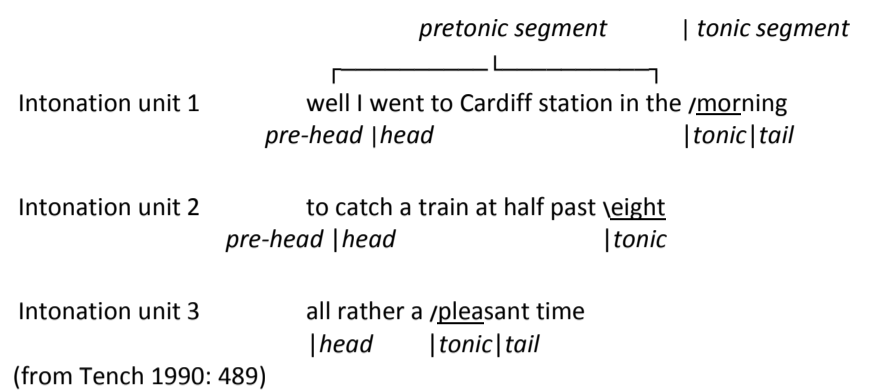 pretonic segment | tonic segment
Intonation unit 1 well I went to Cardiff station in the /morning
pre-head |head |tonic|tail
Intonation unit 2 to catch a train at half past \eight
pre-head |head |tonic
Intonation unit 3 all rather a /pleasant time
|head |tonic|tail
(from Tench 1990: 489)